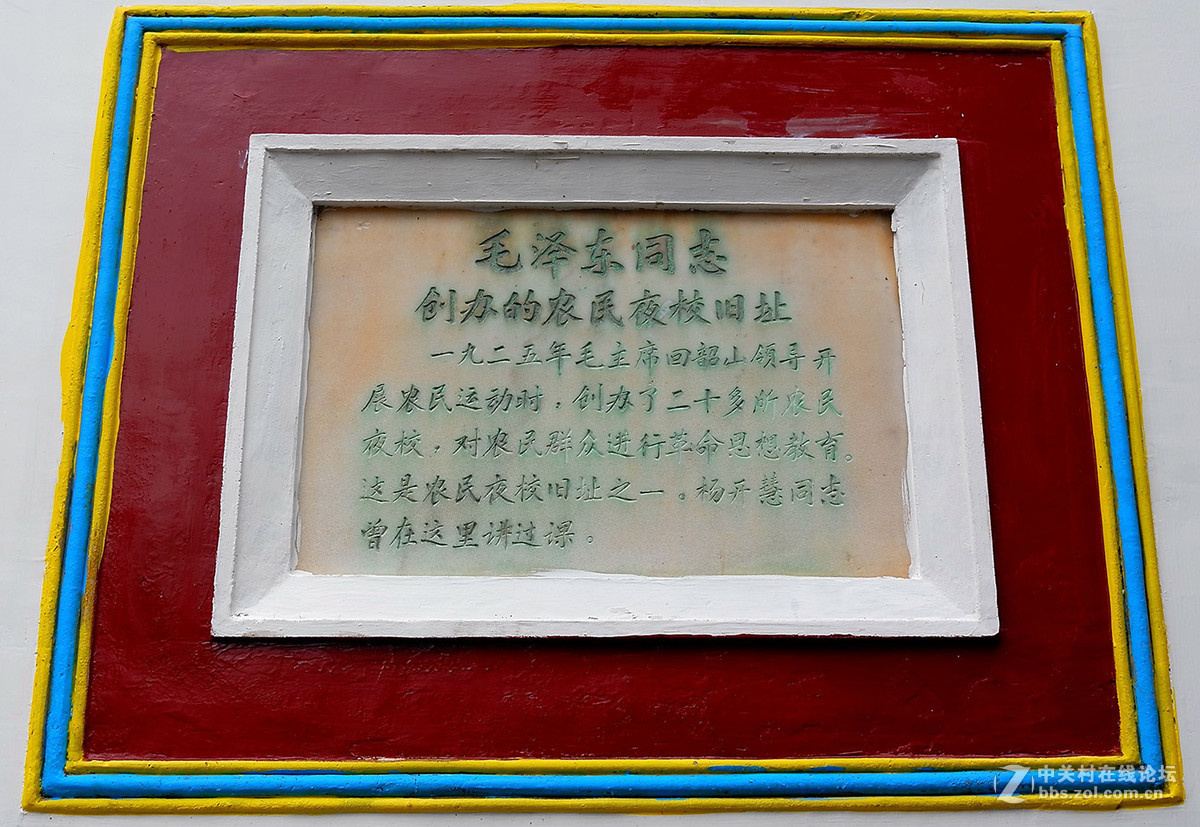 毛泽东同志
创办的农民夜校旧址
一九二五年毛主席回韶山领导开
展农民运动时，创办了二十多所农民
夜校，对农民群众进行革命思想教育。
这是农民夜校旧址之一。杨开慧同志
曾在这里讲过课。
中关村在线论坛
bbs.zol.com.cn